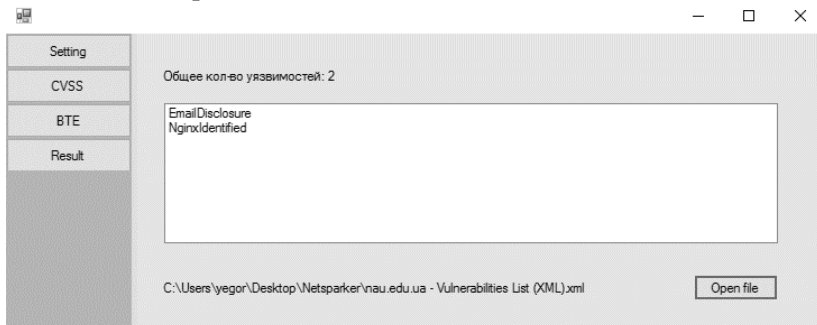 Setting
CVSS
BTE
Result
Общее кол-во уязвимостей: 2
EmailDisclosure
NginxIdentified
C:\Users\yegor\Desktop\Netsparker\nau.edu.ua - Vulnerabilities List (XML).xml
Open file